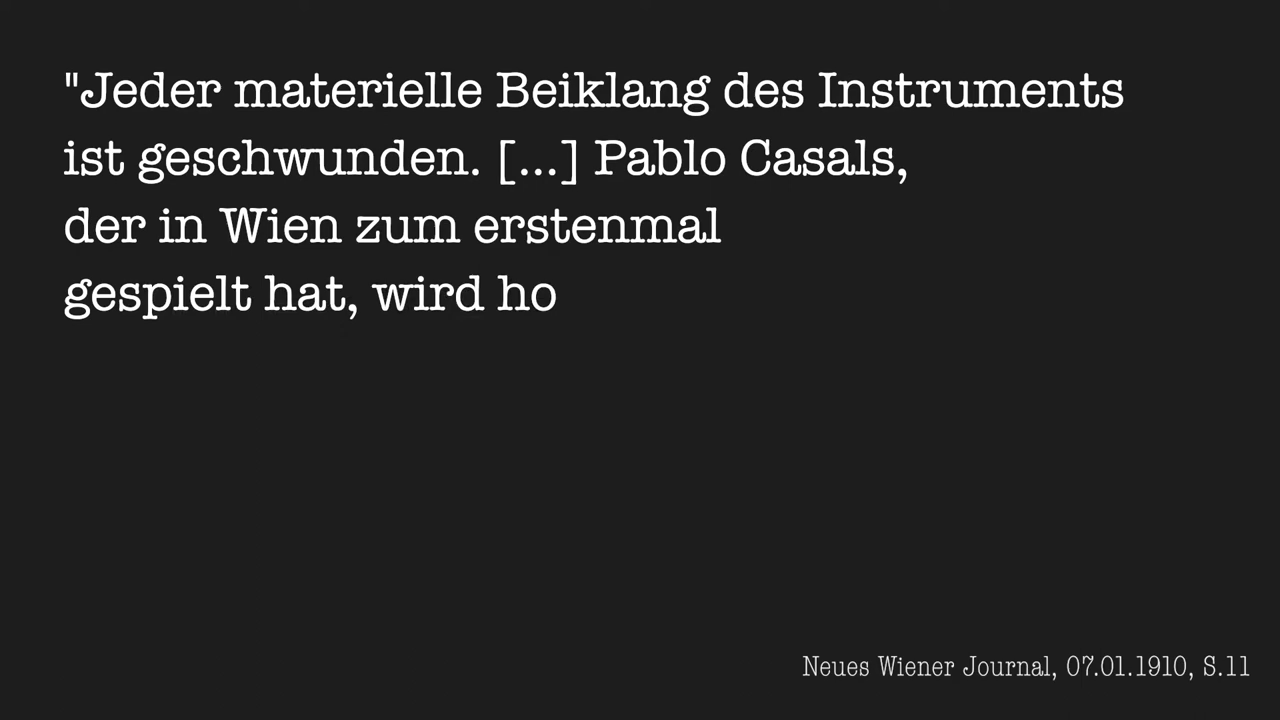 "Jeder materielle Beiklang des Instruments
ist geschwunden. [...] Pablo Casals,
der in Wien zum erstenmal
gespielt hat, wird ho
Neues Wiener Journal, 07.01.1910, S.11